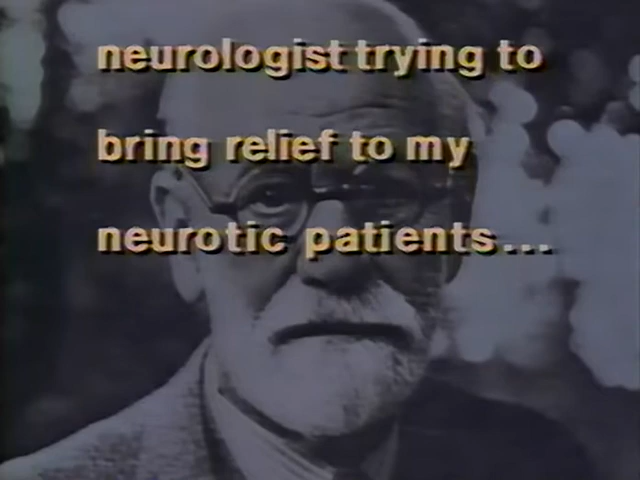 neurologist trying to
bring relief to my
neurotic patients...